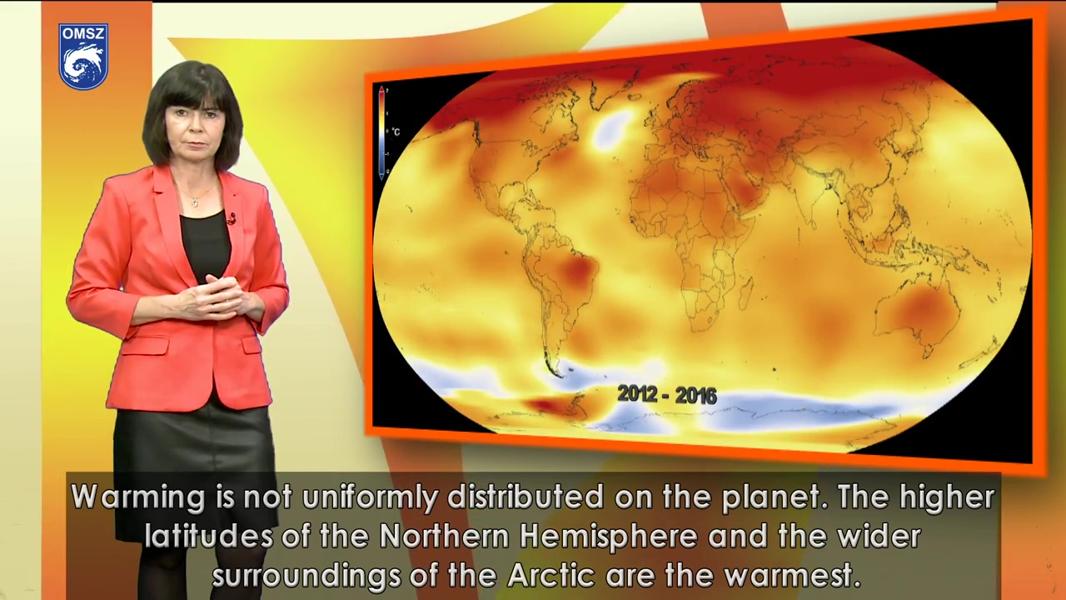 OMSZ
°C
2012 - 2016
Warming is not uniformly distributed on the planet. The higher
latitudes of the Northern Hemisphere and the wider
surroundings of the Arctic are the warmest.